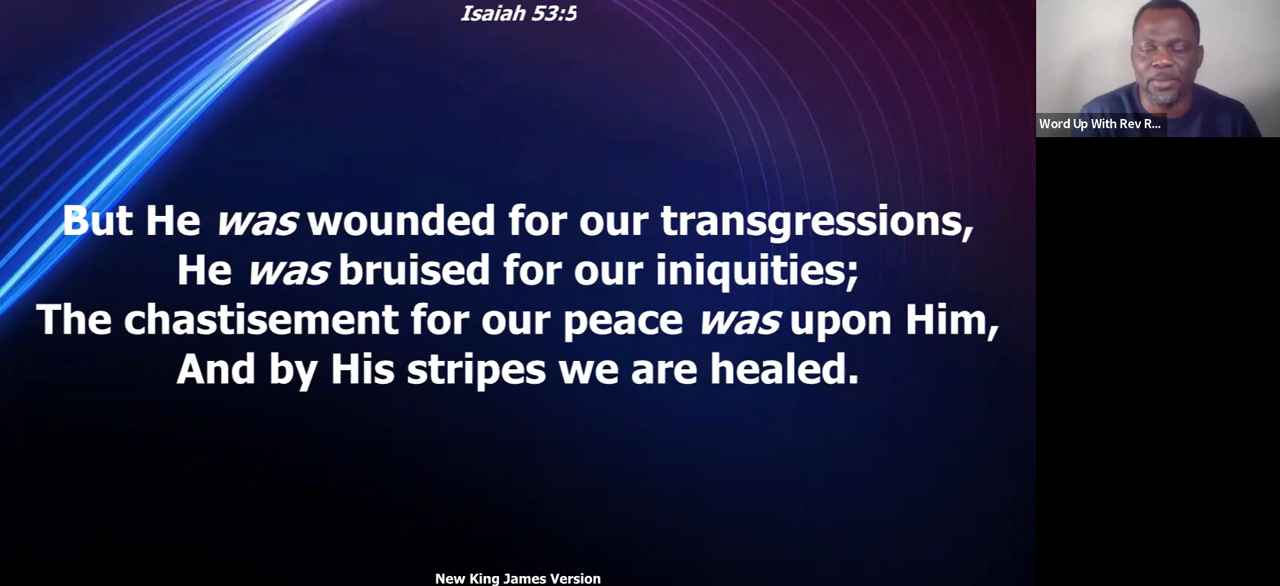 Isaiah 53:5
But He was wounded for our transgressions,
He was bruised for our iniquities;
The chastisement for our peace was upon Him,
And by His stripes we are healed.
New King James Version
Word Up With Rev R...